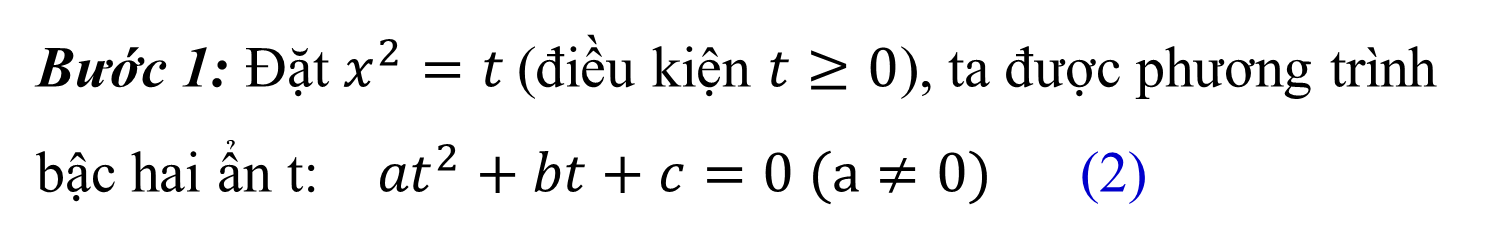 Bước 1: Đặt x² = t (điều kiện t ≥ 0), ta được phương trình
bậc hai ẩn t: at² + bt + c = 0 (a ≠ 0) (2)